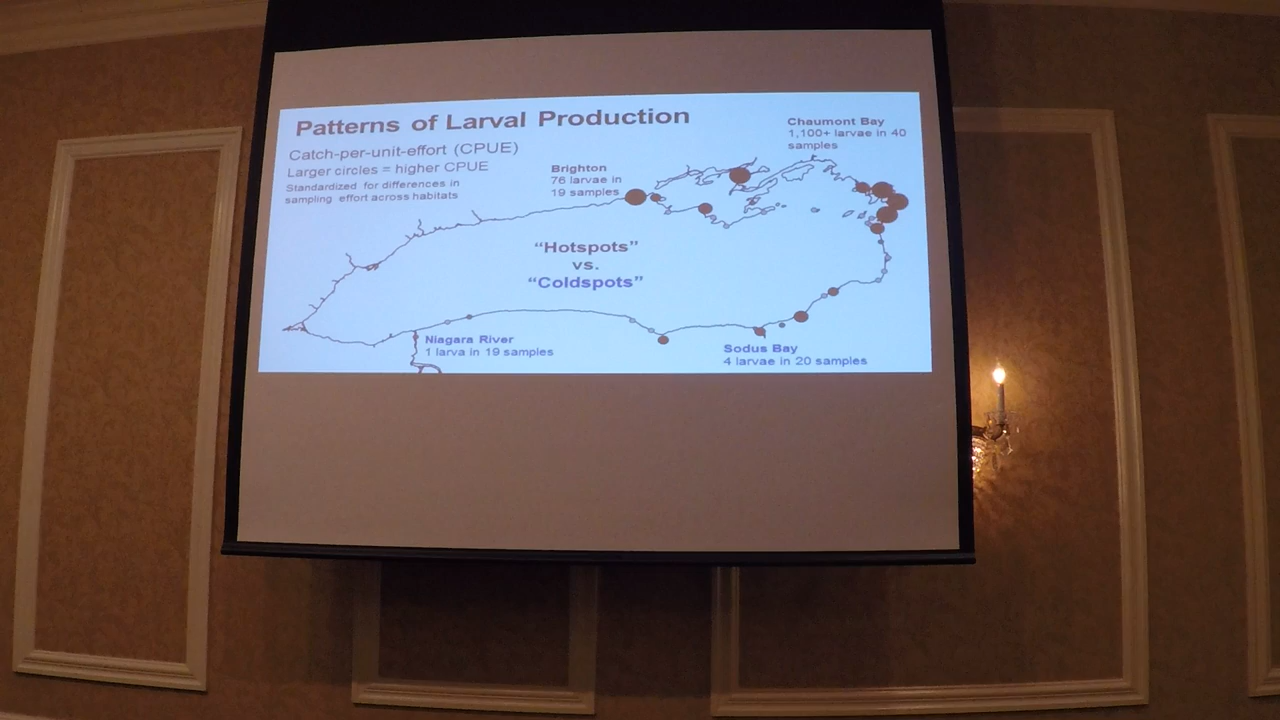 Patterns of Larval Production
Catch-per-unit-effort (CPUE)
Larger circles = higher CPUE
Standardized for differences in
sampling effort across habitats
Brighton
76 larvae in
19 samples
Chaumont Bay
1,100+ larvae in 40
samples
“Hotspots”
vs.
“Coldspots”
Niagara River
1 larva in 19 samples
Sodus Bay
4 larvae in 20 samples